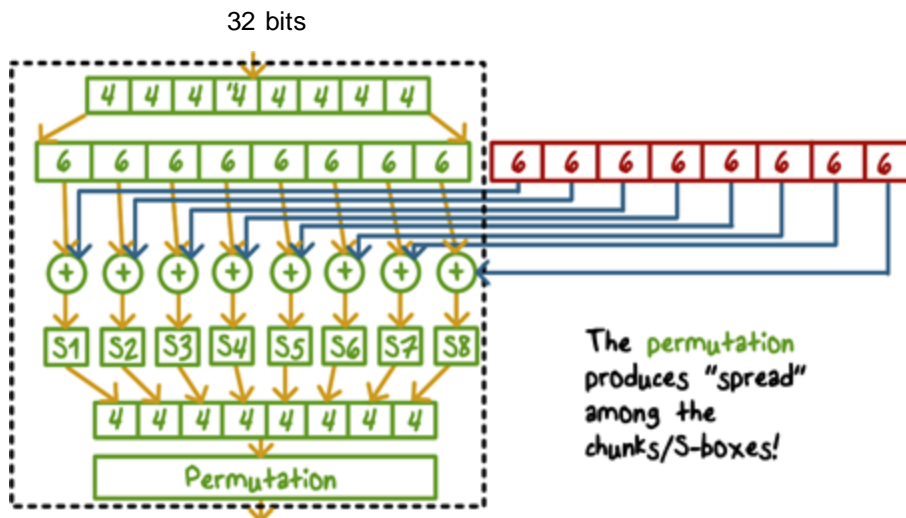 32 bits
4 4 4 4 4 4 4 4
6 6 6 6 6 6 6 6 6 6 6 6 6 6 6 6
+ + + + + + + +
S1 S2 S3 S4 S5 S6 S7 S8
The permutation
produces "spread"
among the
chunks/S-boxes!
4 4 4 4 4 4 4 4
Permutation